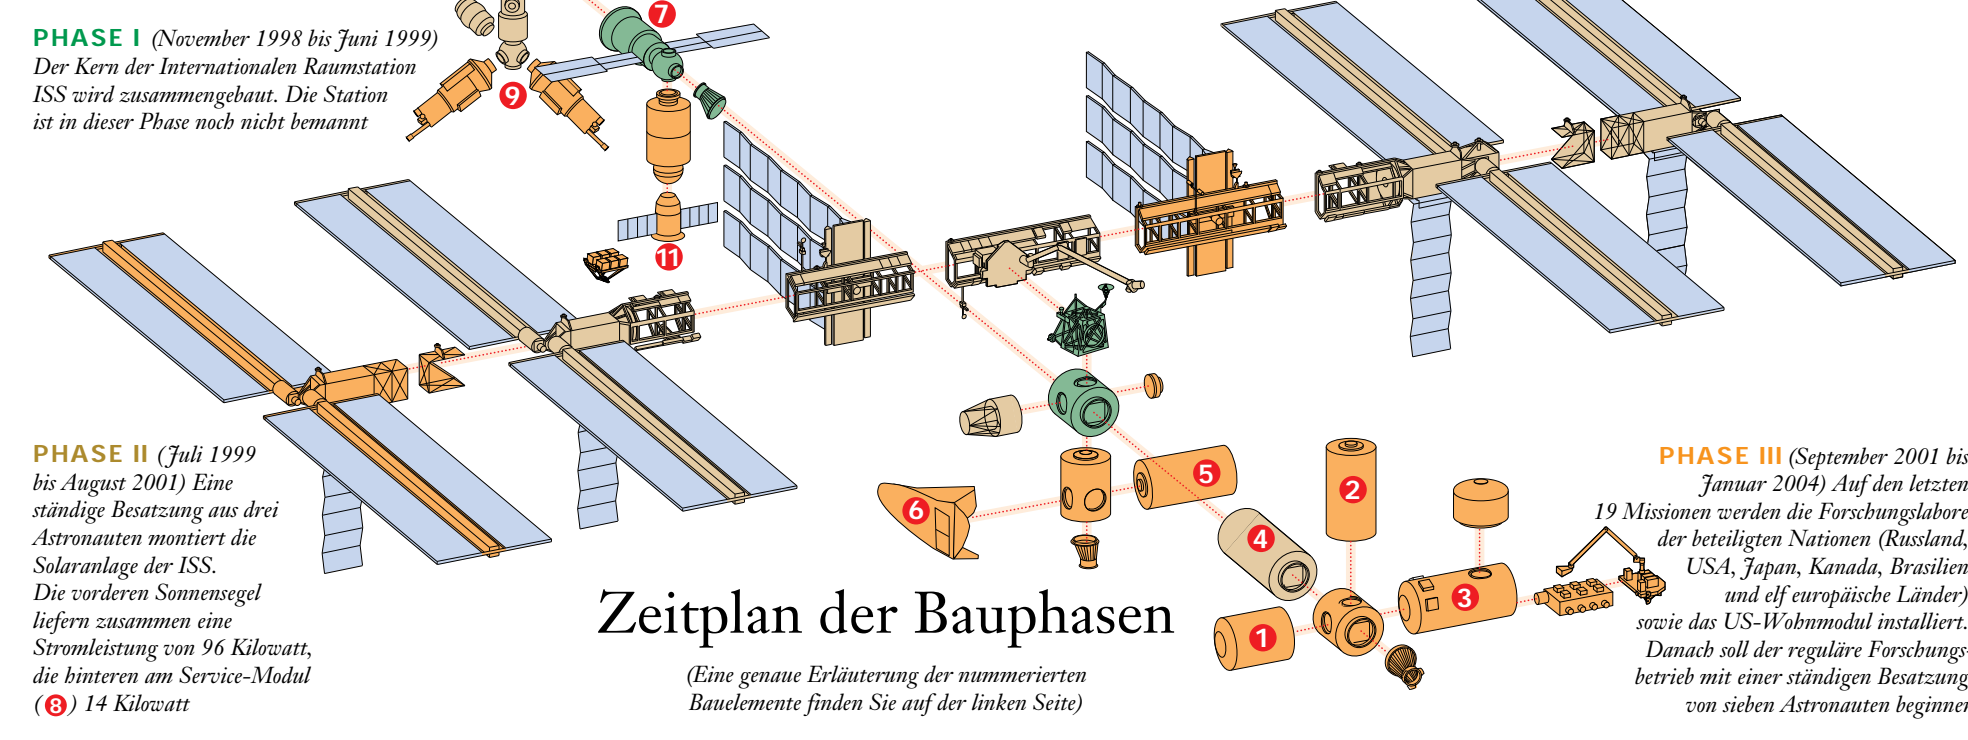 PHASE I (November 1998 bis Juni 1999)
Der Kern der Internationalen Raumstation
ISS wird zusammengebaut. Die Station
ist in dieser Phase noch nicht bemannt
7
9
11
PHASE II (Juli 1999
bis August 2001) Eine
ständige Besatzung aus drei
Astronauten montiert die
Solaranlage der ISS.
Die vorderen Sonnensegel
liefern zusammen eine
Stromleistung von 96 Kilowatt,
die hinteren am Service-Modul
(8) 14 Kilowatt
5
2
6
4
3
1
Zeitplan der Bauphasen
(Eine genaue Erläuterung der nummerierten
Bauelemente finden Sie auf der linken Seite)
PHASE III (September 2001 bis
Januar 2004) Auf den letzten
19 Missionen werden die Forschungslabore
der beteiligten Nationen (Russland,
USA, Japan, Kanada, Brasilien
und elf europäische Länder)
sowie das US-Wohnmodul installiert.
Danach soll der reguläre Forschungs-
betrieb mit einer ständigen Besatzung
von sieben Astronauten beginnen